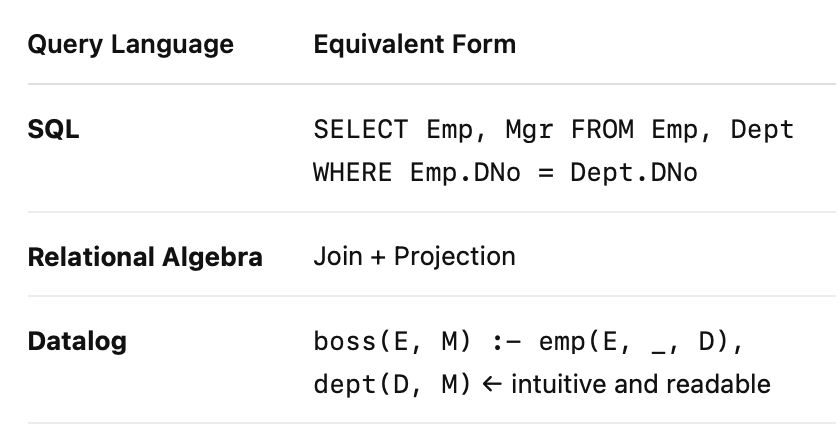 Query Language Equivalent Form
SQL SELECT Emp, Mgr FROM Emp, Dept
WHERE Emp.DNo = Dept.DNo
Relational Algebra Join + Projection
Datalog boss(E, M) :- emp(E, _, D),
dept(D, M) ← intuitive and readable